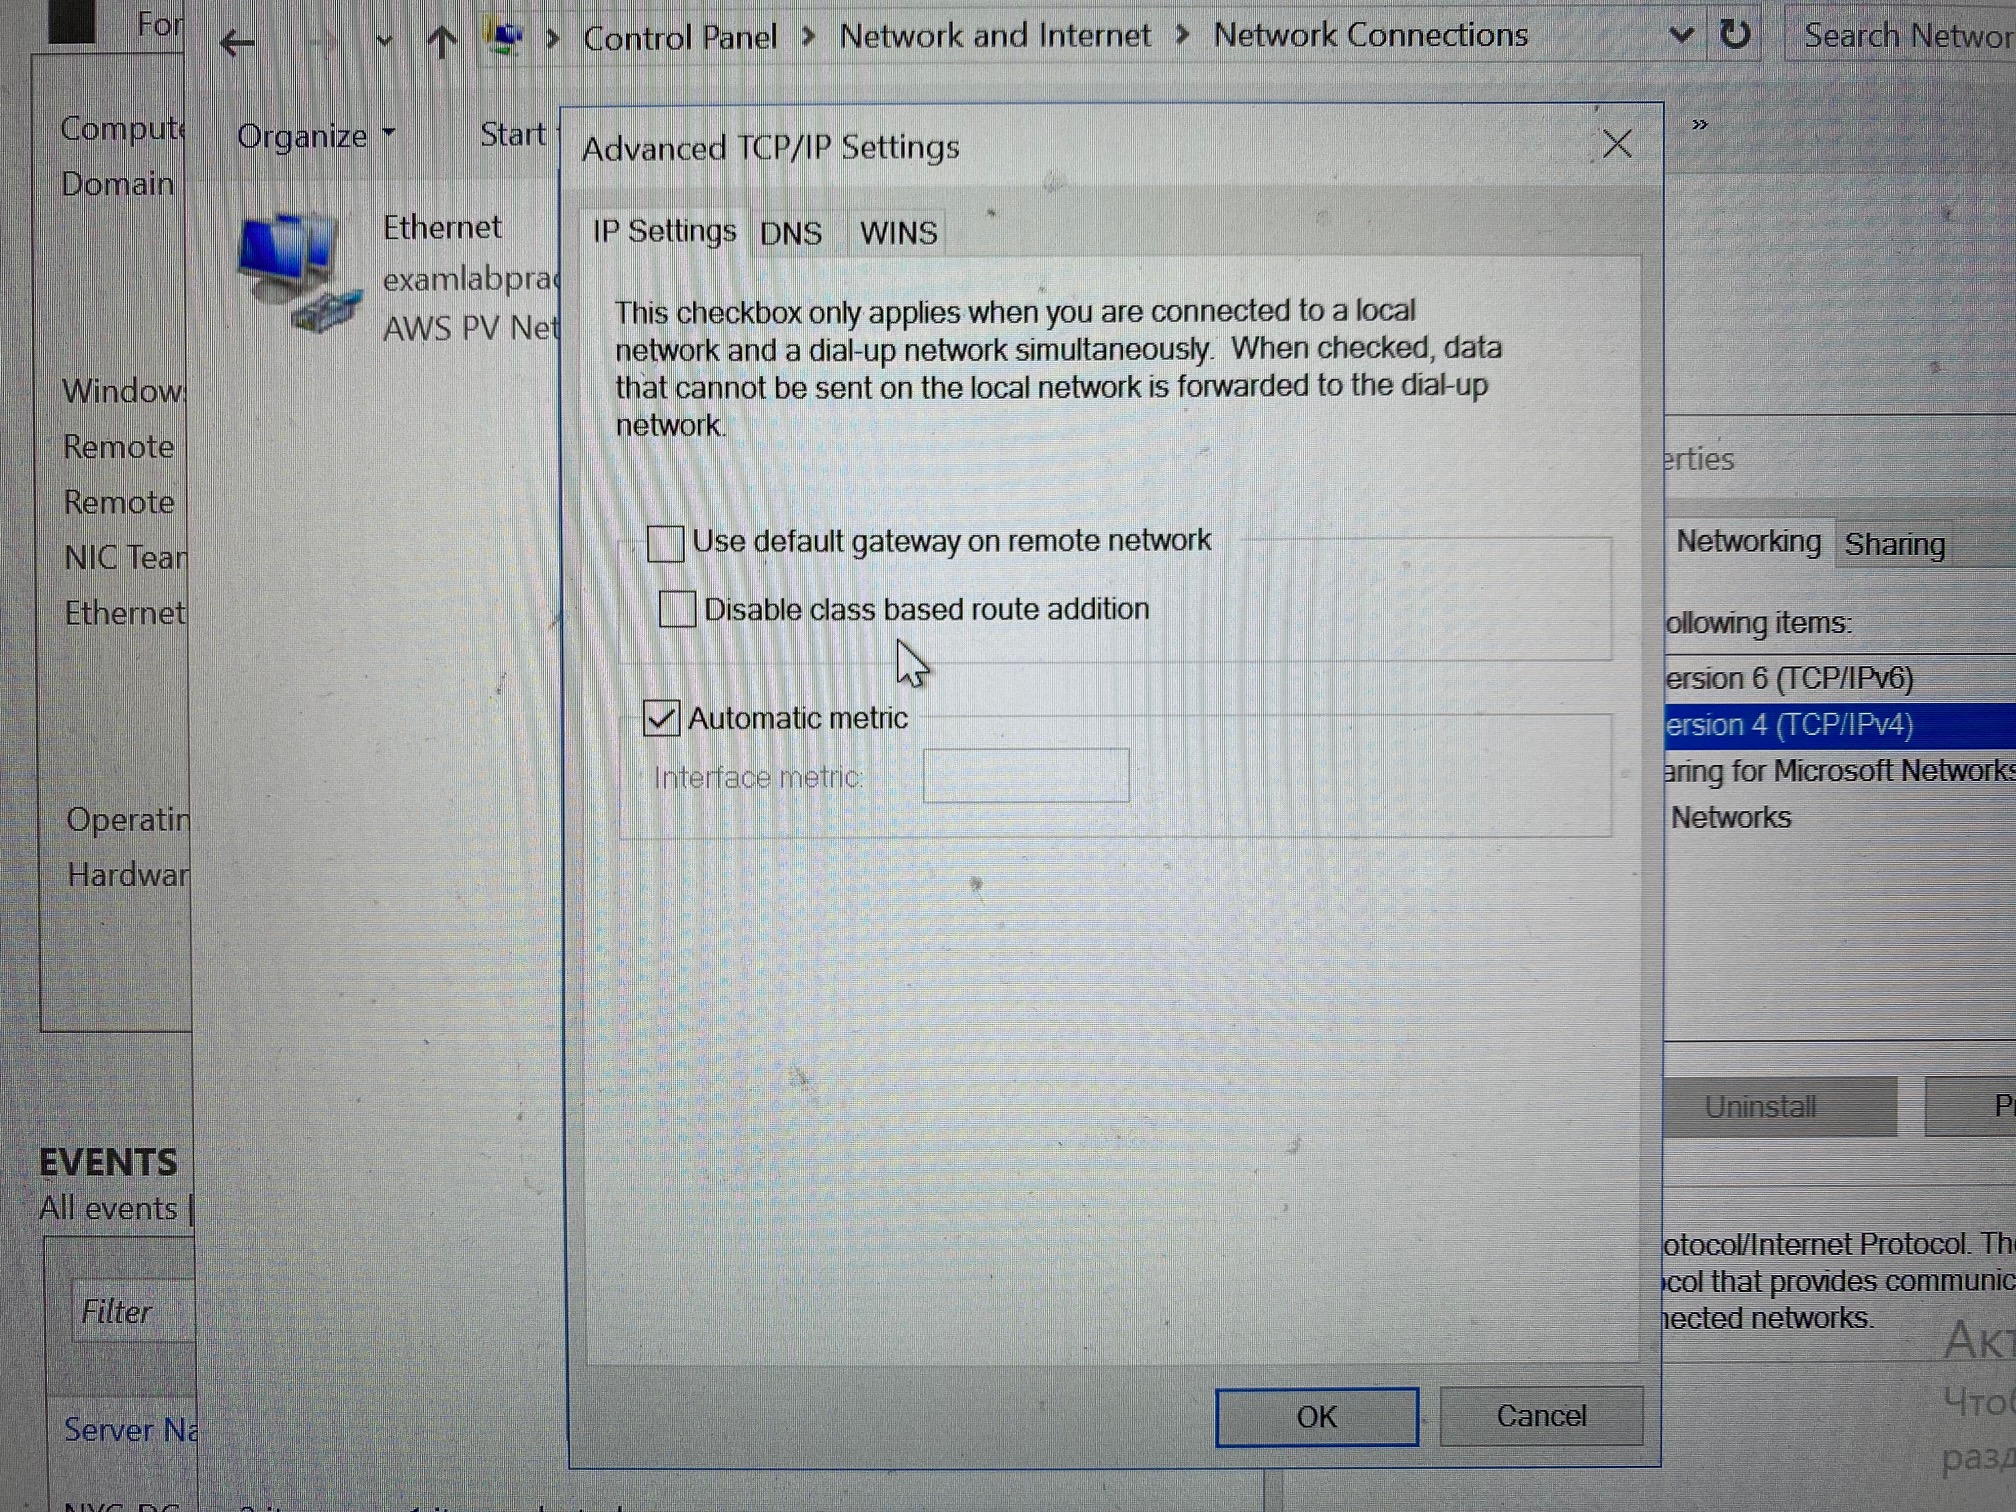 For
Control Panel > Network and Internet > Network Connections
Search Networ
Organize
Start
»
Comput
Domain
Ethernet
examlabprac
AWS PV Net
Window
Remote
Remote
NIC Tear
Ethernet
Operatin
Hardwar
EVENTS
All events |
Filter
Server Na
Advanced TCP/IP Settings
IP Settings DNS WINS
This checkbox only applies when you are connected to a local
network and a dial-up network simultaneously. When checked, data
that cannot be sent on the local network is forwarded to the dial-up
network.
Use default gateway on remote network
Disable class based route addition
Automatic metric
Interface metric:
OK Cancel
erties
Networking Sharing
ollowing items:
ersion 6 (TCP/IPv6)
ersion 4 (TCP/IPv4)
aring for Microsoft Networks
Networks
Uninstall
P
otocol/Internet Protocol. The
col that provides communic
nected networks.
Акт
Чтоб
разд